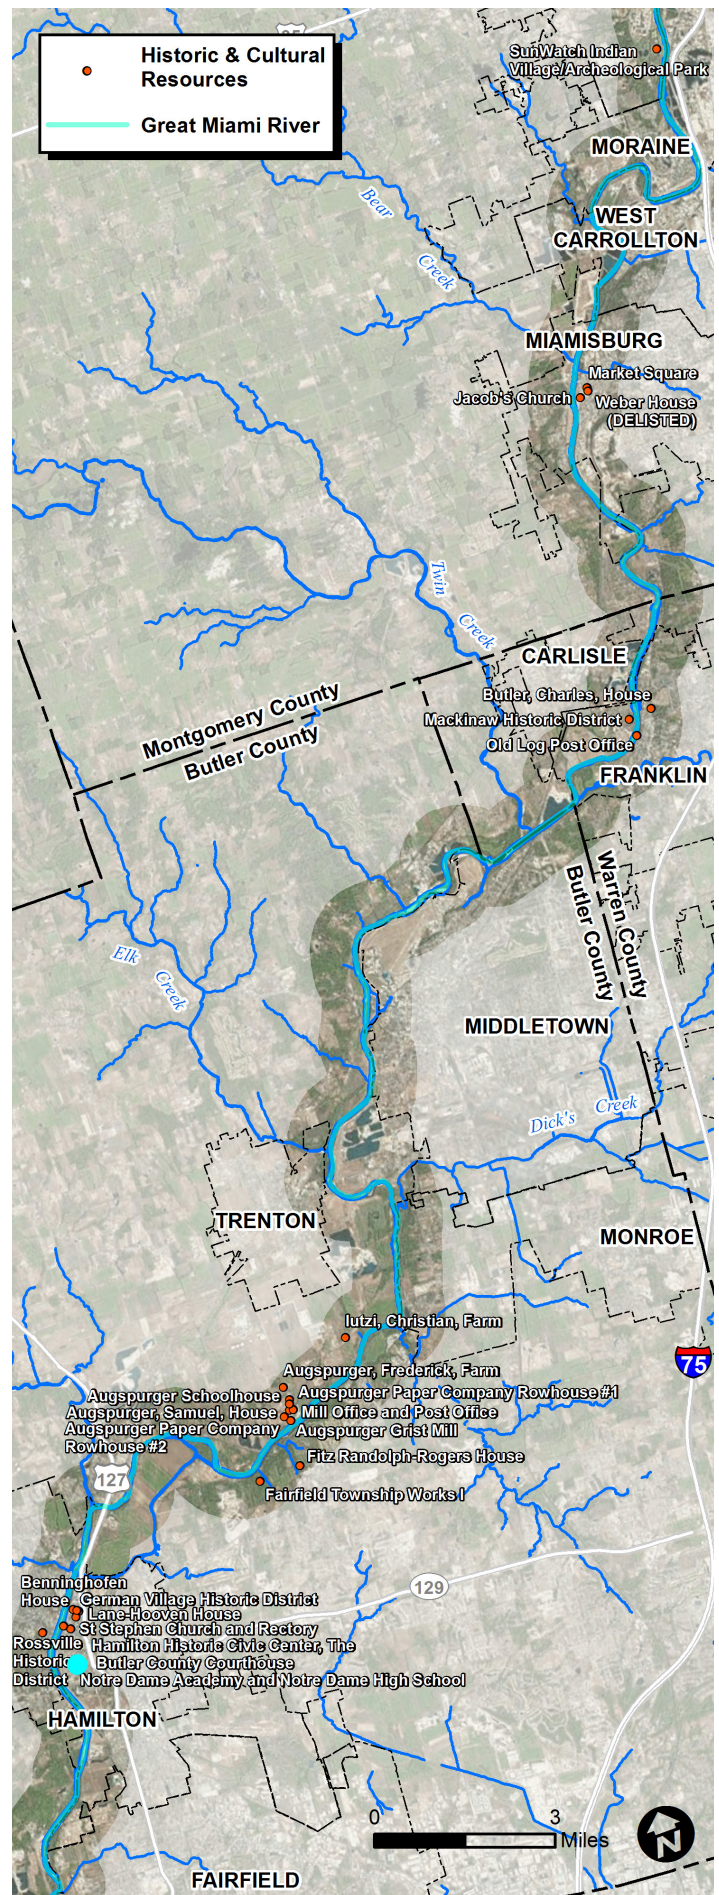 Historic & Cultural
Resources
Great Miami River
SunWatch Indian
Village/Archeological Park
MORAINE
WEST
CARROLLTON
Bear
Creek
MIAMISBURG
Market Square
Jacob's Church
Weber House
(DELISTED)
Twin
Creek
CARLISLE
Butler, Charles, House
Mackinaw Historic District
Old Log Post Office
Montgomery County
Butler County
FRANKLIN
Warren County
Butler County
Elk
Creek
MIDDLETOWN
Dick's Creek
TRENTON
MONROE
Iutzi, Christian, Farm
75
Augspurger, Frederick, Farm
Augspurger Schoolhouse
Augspurger Paper Company Rowhouse #1
Augspurger, Samuel, House
Mill Office and Post Office
Augspurger Paper Company
Rowhouse #2
Augspurger Grist Mill
Fitz Randolph-Rogers House
127
Fairfield Township Works I
129
Benninghofen
House
German Village Historic District
Lane-Hooven House
St Stephen Church and Rectory
Rossville
Historic
District
Hamilton Historic Civic Center, The
Butler County Courthouse
Notre Dame Academy and Notre Dame High School
HAMILTON
0 3
Miles
N
FAIRFIELD